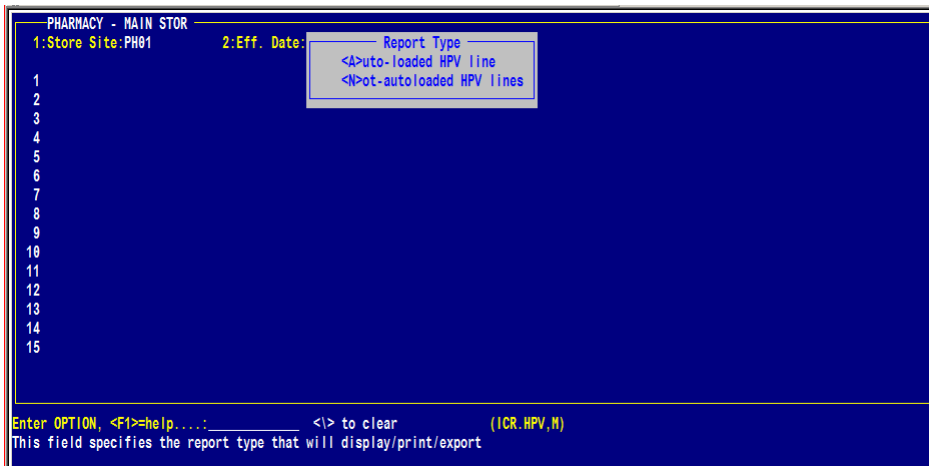 PHARMACY - MAIN STOR
1:Store Site:PH01 2:Eff. Date: Report Type
<A>uto-loaded HPV line
1 <N>ot-autoloaded HPV lines
2
3
4
5
6
7
8
9
10
11
12
13
14
15
Enter OPTION, <F1>=help....:___________ <\> to clear (ICR.HPV,M)
This field specifies the report type that will display/print/export